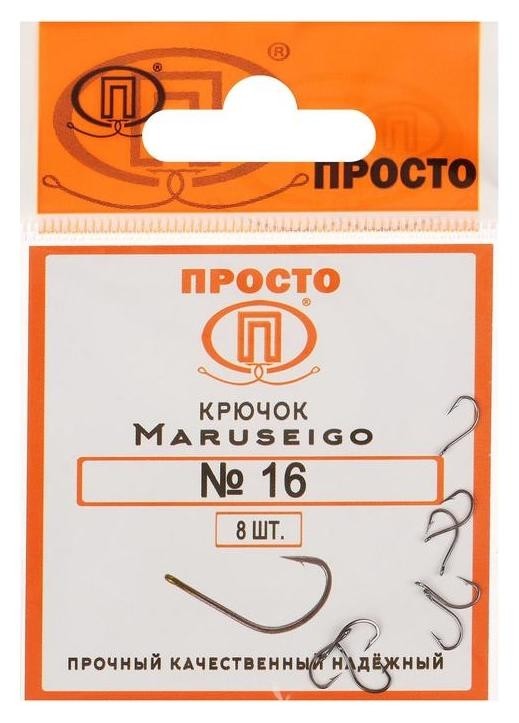 П
®
®
ПРОСТО
ПРОСТО
П
®
КРЮЧОК
MARUSEIGO
№ 16
8 ШТ.
ПРОЧНЫЙ КАЧЕСТВЕННЫЙ НАДЁЖНЫЙ